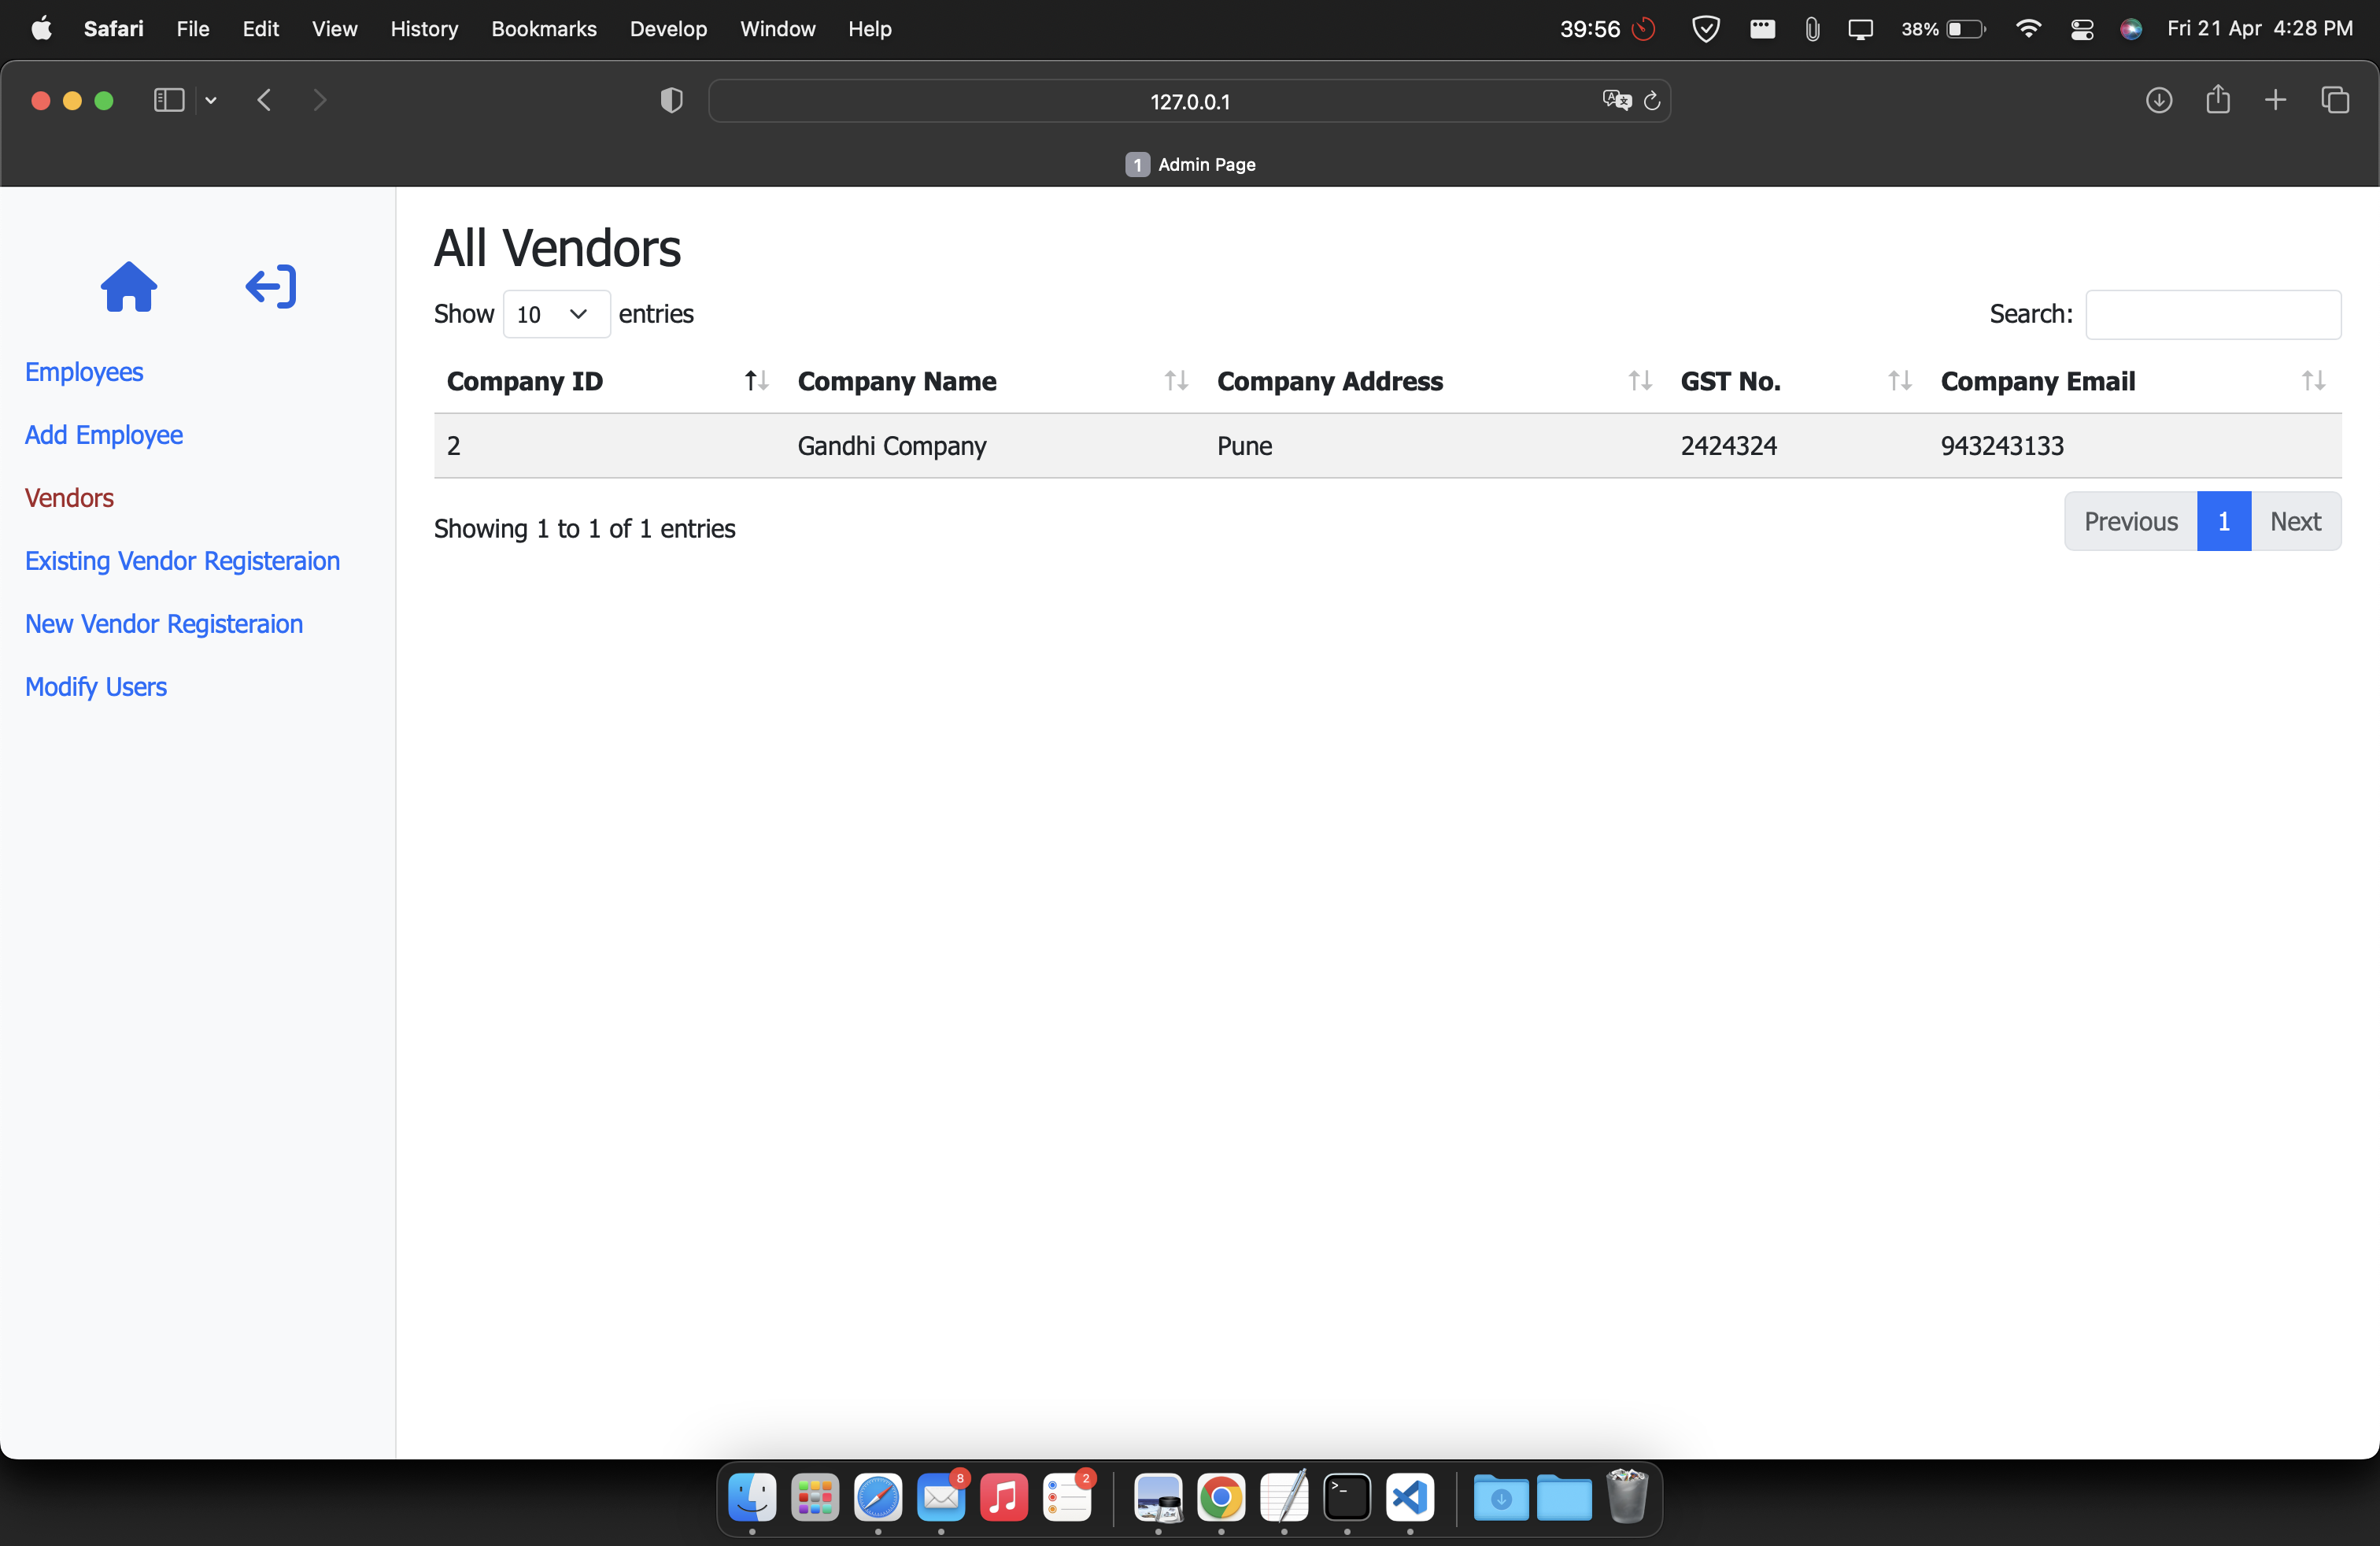 Safari File Edit View History Bookmarks Develop Window Help 39:56 38% Fri 21 Apr 4:28 PM
127.0.0.1
1 Admin Page
All Vendors
Show 10 entries Search:
Company ID Company Name Company Address GST No. Company Email
2 Gandhi Company Pune 2424324 943243133
Showing 1 to 1 of 1 entries
Previous 1 Next
Employees
Add Employee
Vendors
Existing Vendor Registeraion
New Vendor Registeraion
Modify Users
8 2